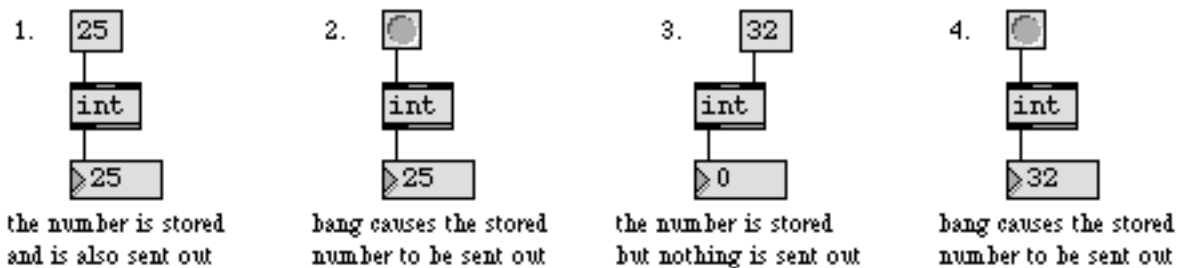 1.
25
int
25
the number is stored
and is also sent out
2.
int
25
bang causes the stored
number to be sent out
3.
32
int
0
the number is stored
but nothing is sent out
4.
int
32
bang causes the stored
number to be sent out